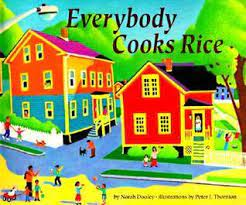 Everybody
Cooks Rice
by Norah Dooley · illustrations by Peter J. Thornton